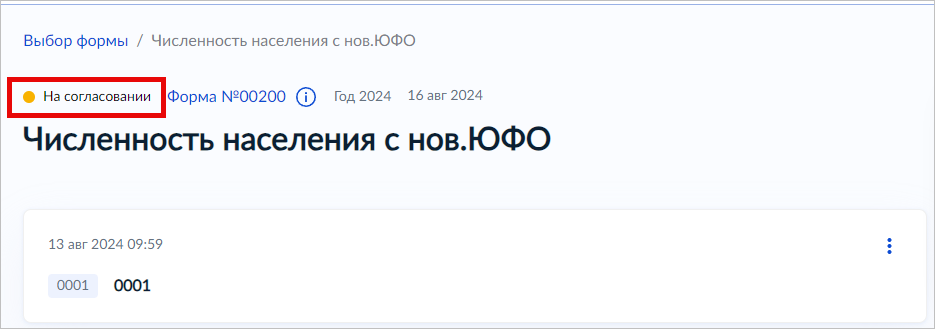 Выбор формы / Численность населения с нов.ЮФО
На согласовании Форма №00200 Год 2024 16 авг 2024
Численность населения с нов.ЮФО
13 авг 2024 09:59
0001 0001